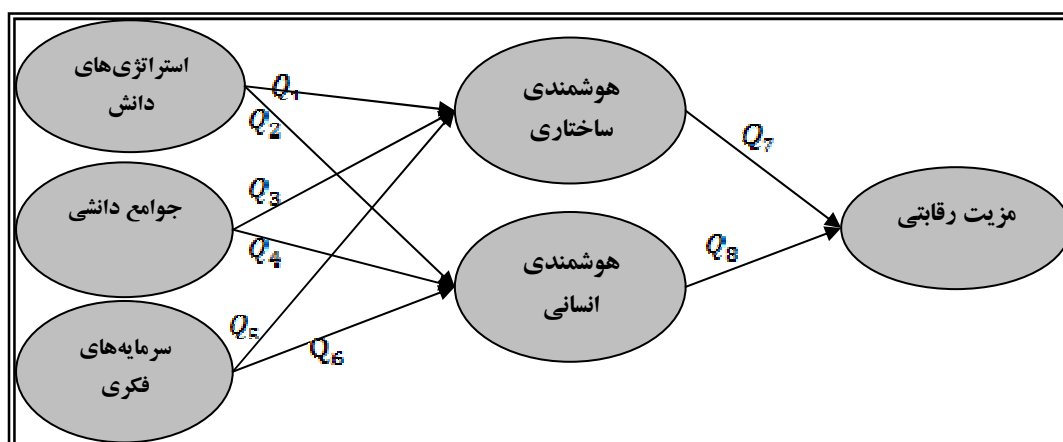 استراتژی‌های
دانش
جوامع دانشی
سرمایه‌های
فکری
Q1
Q2
Q3
Q4
Q5
Q6
هوشمندی
ساختاری
هوشمندی
انسانی
Q7
Q8
مزیت رقابتی